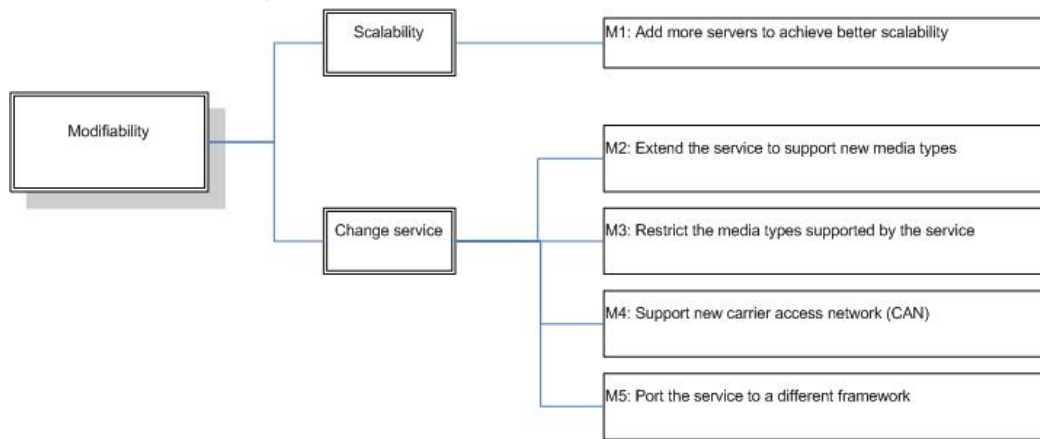 Scalability
M1: Add more servers to achieve better scalability
Modifiability
M2: Extend the service to support new media types
Change service
M3: Restrict the media types supported by the service
M4: Support new carrier access network (CAN)
M5: Port the service to a different framework